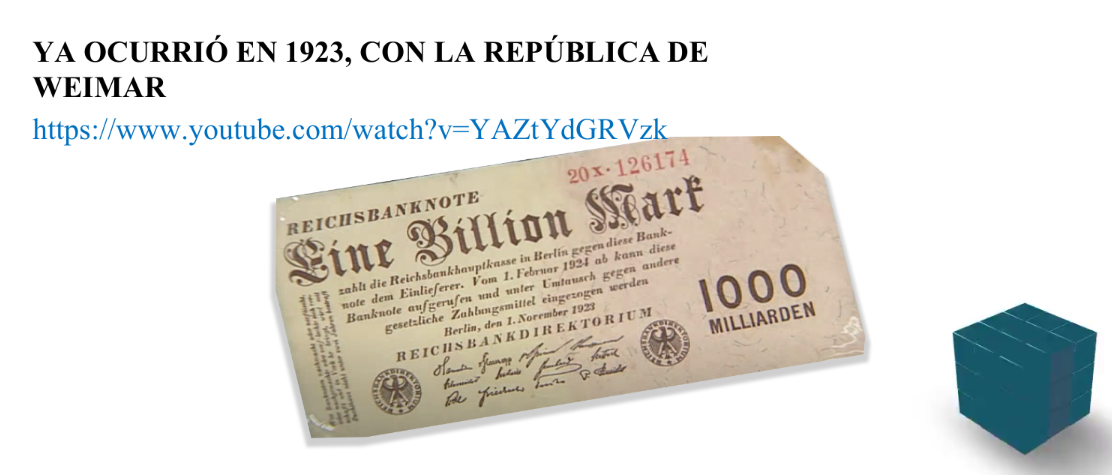 YA OCURRIÓ EN 1923, CON LA REPÚBLICA DE
WEIMAR
https://www.youtube.com/watch?v=YAZtYdGRVzk
20x·126174
REICHSBANKNOTE
Eine Billion Mark
zahlt die Reichsbankhauptkasse in Berlin gegen diese Bank-
note dem Einlieferer. Vom 1. Februar 1924 ab kann diese
Banknote aufgerufen und unter Umtausch gegen andere
gesetzliche Zahlungsmittel eingezogen werden
Berlin, den 1. November 1923
REICHSBANKDIREKTORIUM
1000
MILLIARDEN